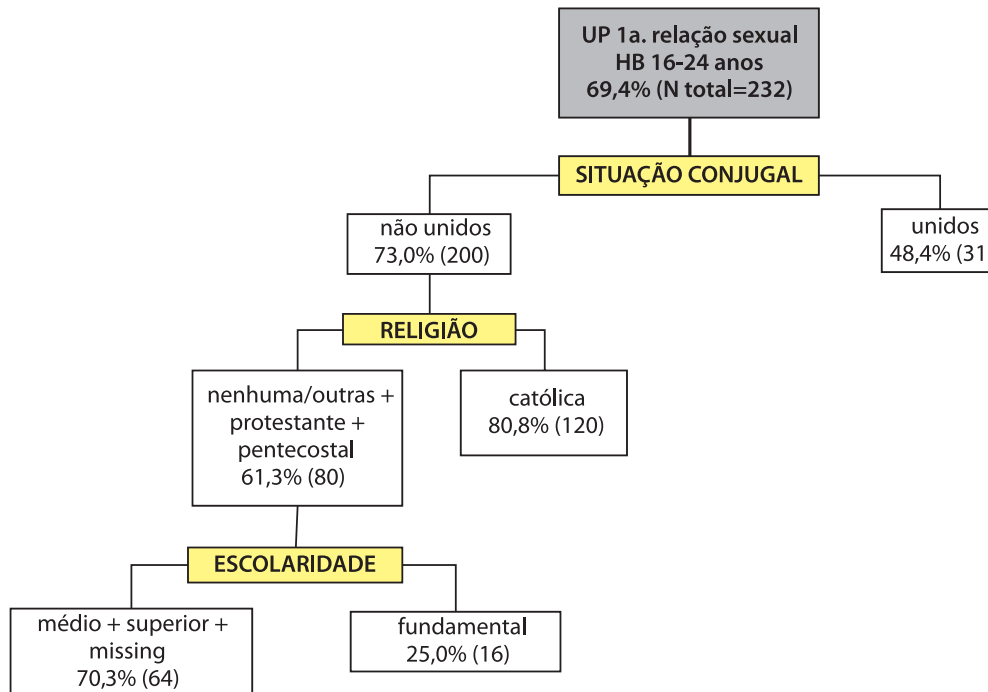 UP 1a. relação sexual
HB 16-24 anos
69,4% (N total=232)
SITUAÇÃO CONJUGAL
não unidos
73,0% (200)
unidos
48,4% (31
RELIGIÃO
nenhuma/outras +
protestante +
pentecostal
61,3% (80)
católica
80,8% (120)
ESCOLARIDADE
médio + superior +
missing
70,3% (64)
fundamental
25,0% (16)